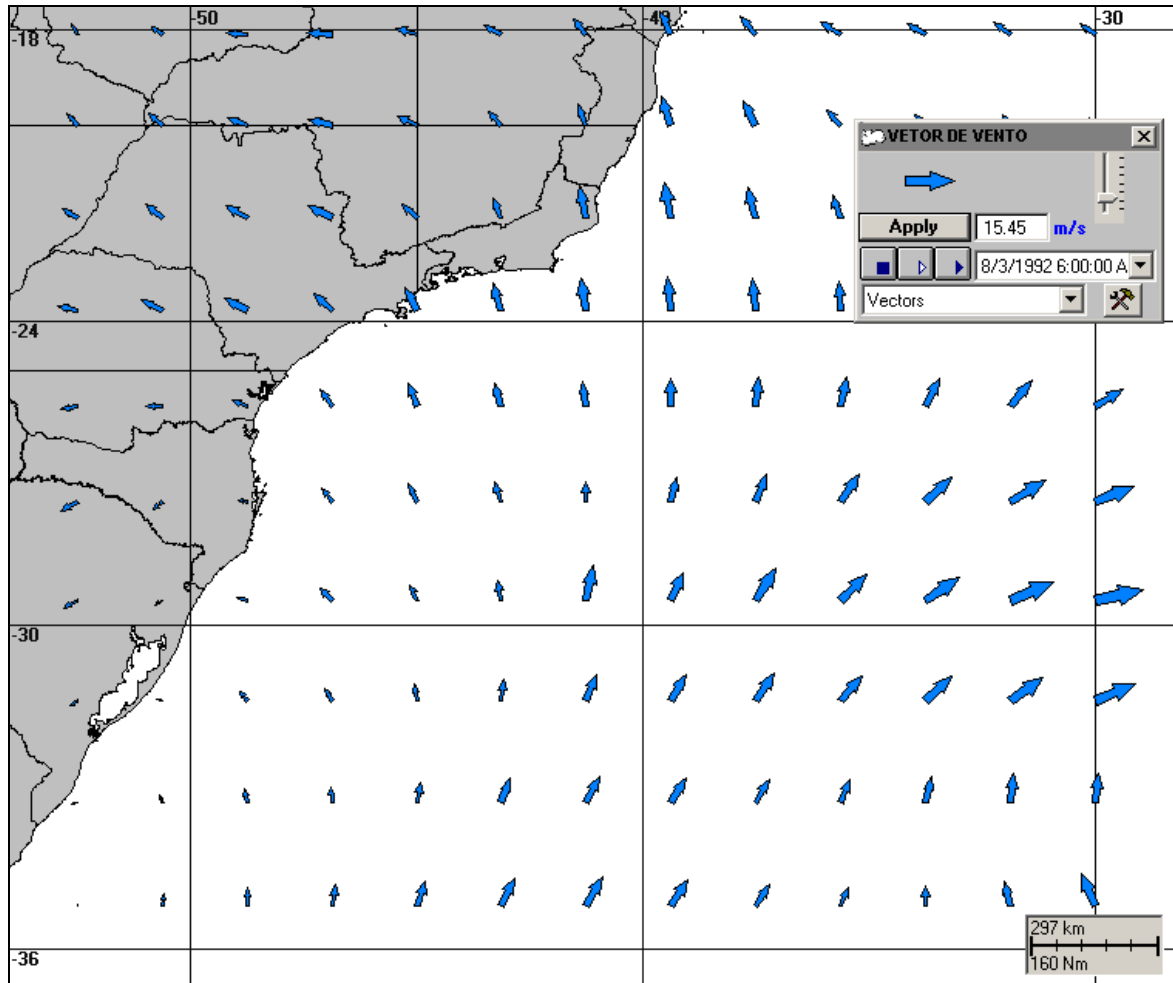 -50
-40
-30
-18
VETOR DE VENTO
Apply
15.45
m/s
8/3/1992 6:00:00 A
Vectors
-24
-30
297 km
160 Nm
-36